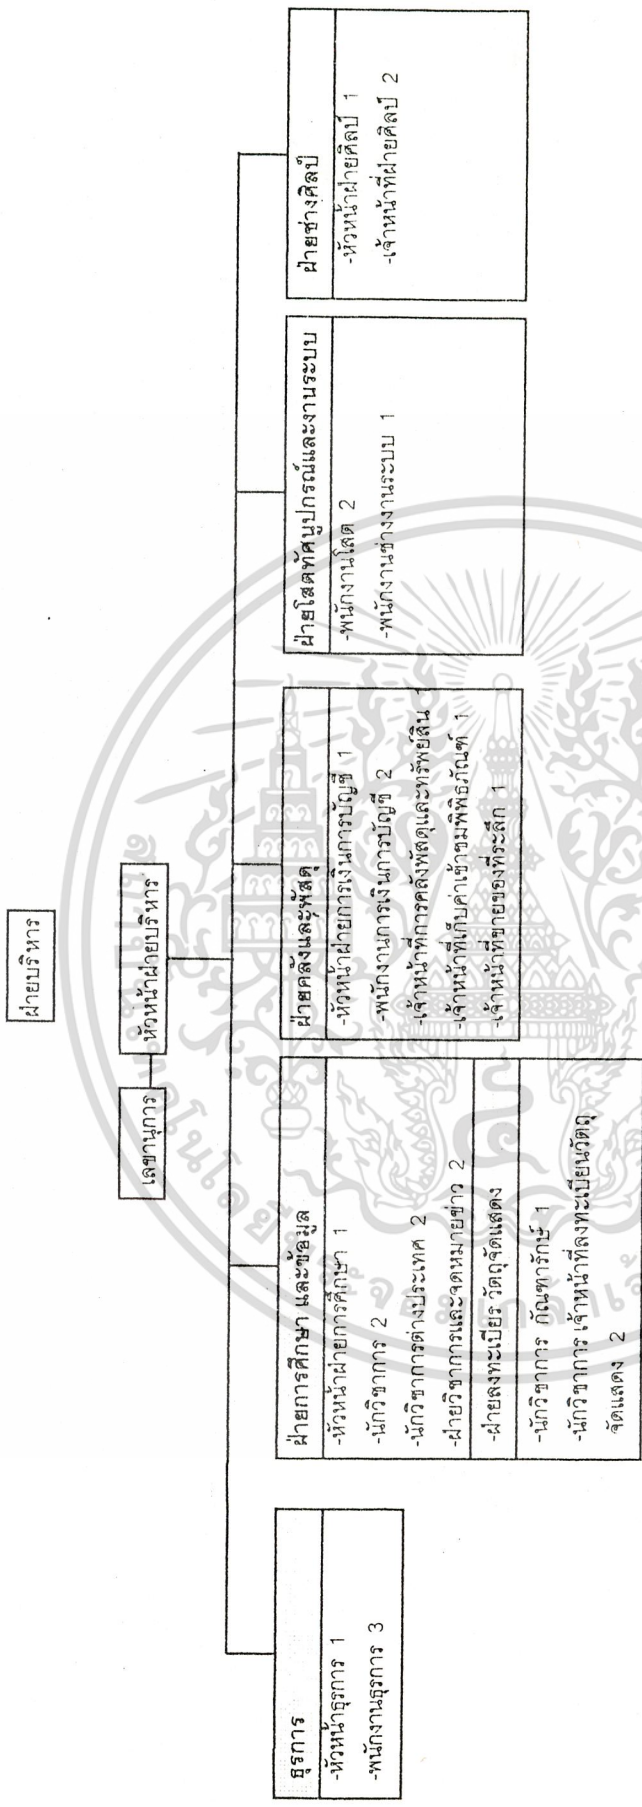 ฝ่ายบริหาร
เลขานุการ
หัวหน้าฝ่ายบริหาร
ธุรการ
-หัวหน้าธุรการ 1
-พนักงานธุรการ 3
ฝ่ายการศึกษา และข้อมูล
-หัวหน้าฝ่ายการศึกษา 1
-นักวิชาการ 2
-นักวิชาการต่างประเทศ 2
-ฝ่ายวิชาการและจดหมายข่าว 2
-ฝ่ายลงทะเบียร วัตถุจัดแสดง
-นักวิชาการ ภัณฑารักษ์ 1
-นักวิชาการ เจ้าหน้าที่ลงทะเบียนวัตถุ
จัดแสดง 2
ฝ่ายคลังและพัสดุ
-หัวหน้าฝ่ายการเงินการบัญชี 1
-พนักงานการเงินการบัญชี 2
-เจ้าหน้าที่การคลังพัสดุและทรัพย์สิน 1
-เจ้าหน้าที่เก็บค่าเข้าชมพิพิธภัณฑ์ 1
-เจ้าหน้าที่ขายของที่ระลึก 1
ฝ่ายโสตทัศนูปกรณ์และงานระบบ
-พนักงานโสต 2
-พนักงานช่างงานระบบ 1
ฝ่ายช่างศิลป์
-หัวหน้าฝ่ายศิลป์ 1
-เจ้าหน้าที่ฝ่ายศิลป์ 2